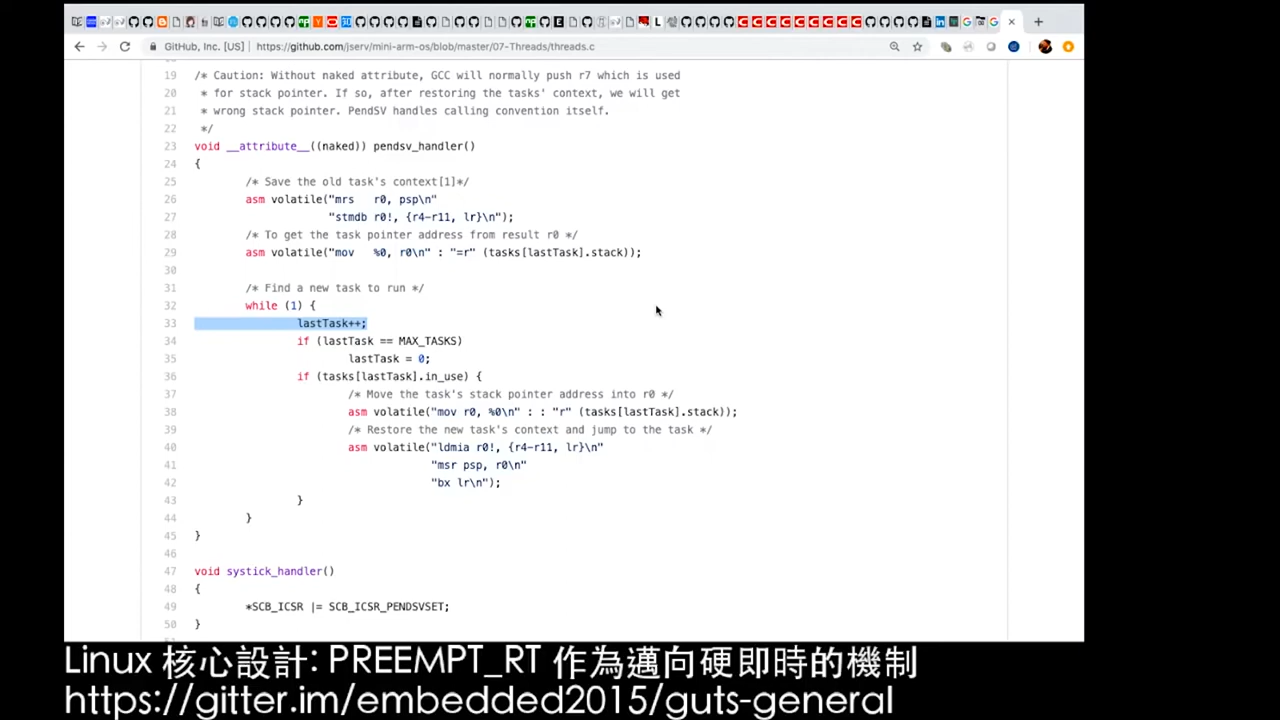 GitHub, Inc. [US] https://github.com/jserv/mini-arm-os/blob/master/07-Threads/threads.c
19 /* Caution: Without naked attribute, GCC will normally push r7 which is used
20 * for stack pointer. If so, after restoring the tasks' context, we will get
21 * wrong stack pointer. PendSV handles calling convention itself.
22 */
23 void __attribute__((naked)) pendsv_handler()
24 {
25 /* Save the old task's context[1]*/
26 asm volatile("mrs r0, psp\n"
27 "stmdb r0!, {r4-r11, lr}\n");
28 /* To get the task pointer address from result r0 */
29 asm volatile("mov %0, r0\n" : "=r" (tasks[lastTask].stack));
30
31 /* Find a new task to run */
32 while (1) {
33 lastTask++;
34 if (lastTask == MAX_TASKS)
35 lastTask = 0;
36 if (tasks[lastTask].in_use) {
37 /* Move the task's stack pointer address into r0 */
38 asm volatile("mov r0, %0\n" : : "r" (tasks[lastTask].stack));
39 /* Restore the new task's context and jump to the task */
40 asm volatile("ldmia r0!, {r4-r11, lr}\n"
41 "msr psp, r0\n"
42 "bx lr\n");
43 }
44 }
45 }
46
47 void systick_handler()
48 {
49 *SCB_ICSR |= SCB_ICSR_PENDSVSET;
50 }
Linux 核心設計: PREEMPT_RT 作為邁向硬即時的機制
https://gitter.im/embedded2015/guts-general